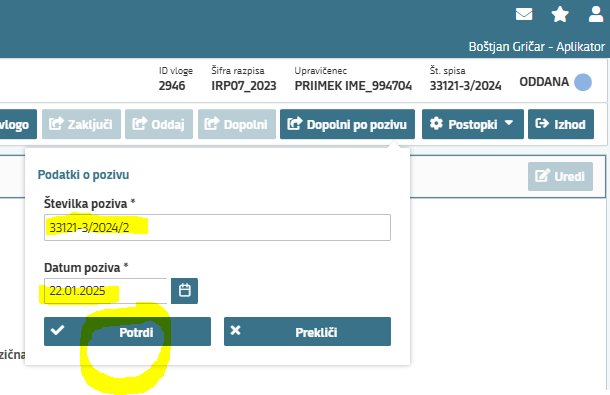 Boštjan Gričar - Aplikator
ID vloge Šifra razpisa Upravičenec Št. spisa
2946 IRP07_2023 PRIIMEK IME_994704 33121-3/2024 ODDANA
vlogo Zaključi Oddaj Dopolni Dopolni po pozivu Postopki Izhod
Podatki o pozivu
Uredi
Številka poziva *
33121-3/2024/2
Datum poziva *
22.01.2025
Potrdi Prekliči
zična